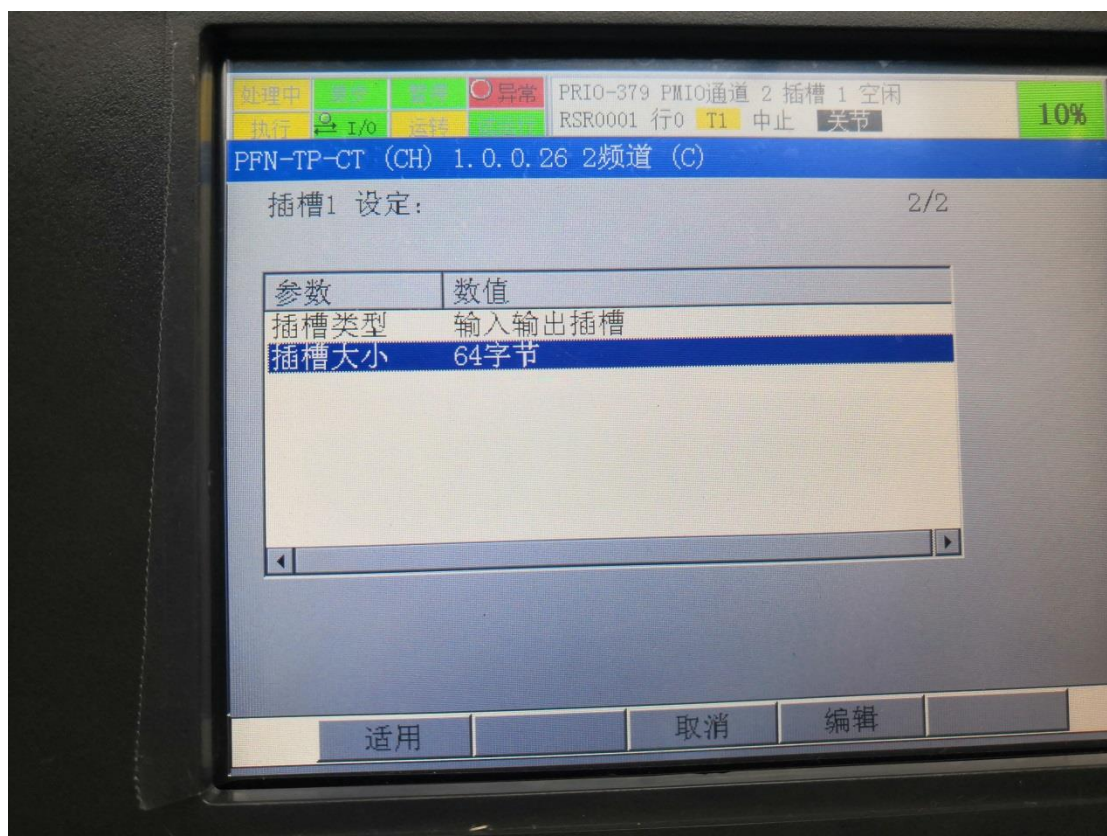 处理中 异常 PRIO-379 PMIO通道 2 插槽 1 空闲
执行 I/O 运转 RSR0001 行0 T1 中止 关节 10%
PFN-TP-CT (CH) 1.0.0.26 2频道 (C)
插槽1 设定: 2/2
参数 数值
插槽类型 输入输出插槽
插槽大小 64字节
适用 取消 编辑